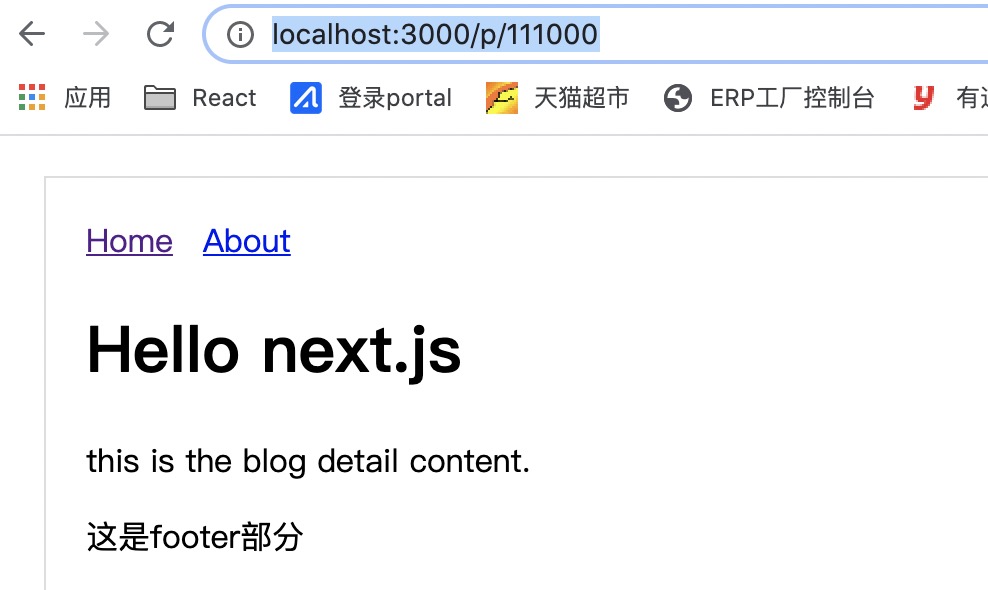 localhost:3000/p/111000
应用 React 登录portal 天猫超市 ERP工厂控制台 有
Home About
Hello next.js
this is the blog detail content.
这是footer部分